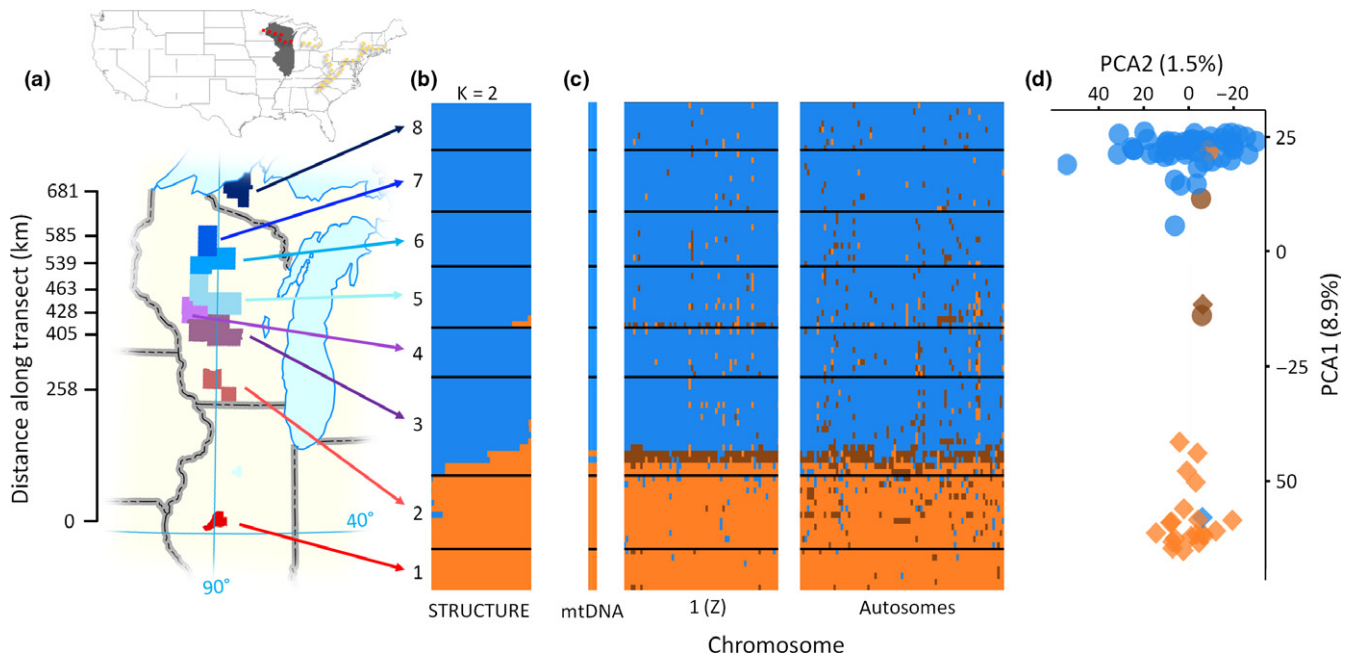 (a)
(b)
(c)
(d)
K = 2
PCA2 (1.5%)
40
20
0
−20
8
7
6
5
4
3
2
1
681
585
539
463
428
405
258
0
Distance along transect (km)
40°
90°
STRUCTURE
mtDNA
1 (Z)
Autosomes
Chromosome
25
0
−25
50
PCA1 (8.9%)